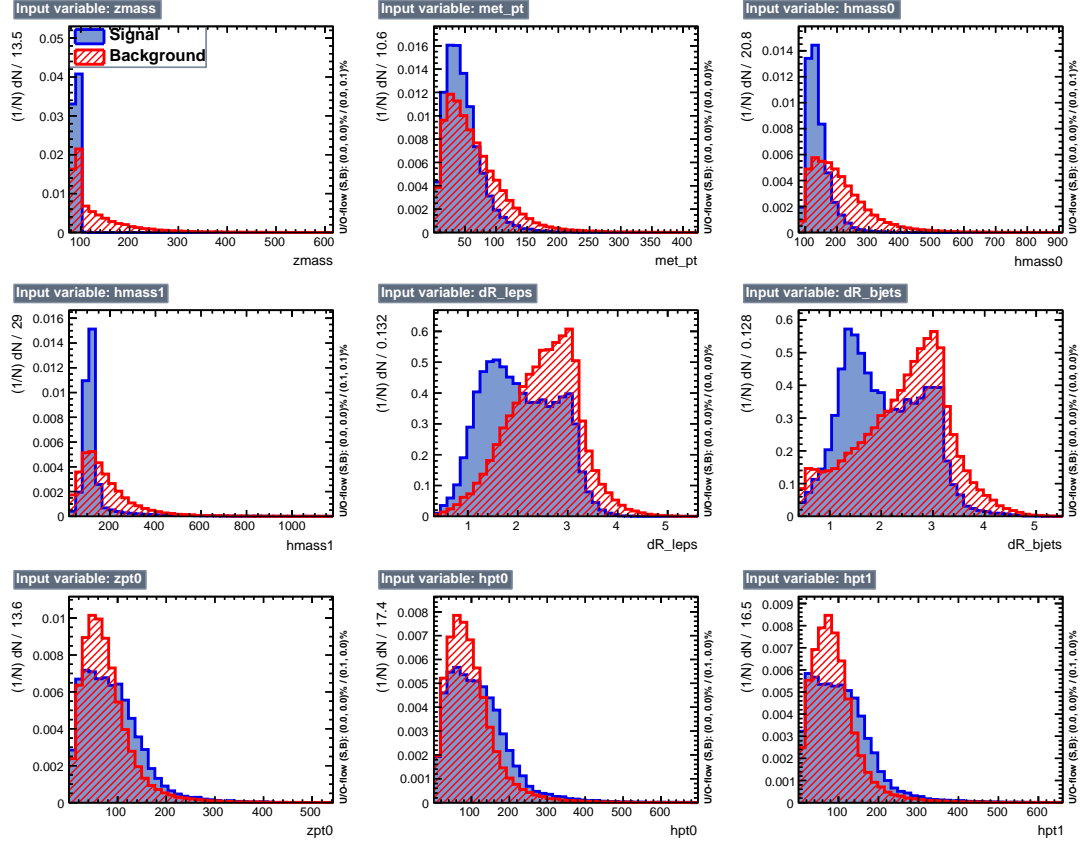 Input variable: zmass
(1/N) dN / 13.5
0.05
0.04
0.03
0.02
0.01
0
Signal
Background
100 200 300 400 500 600
zmass
U/O-flow (S,B): (0.0, 0.0)% / (0.0, 0.1)%
Input variable: met_pt
(1/N) dN / 10.6
0.016
0.014
0.012
0.01
0.008
0.006
0.004
0.002
0
50 100 150 200 250 300 350 400
met_pt
U/O-flow (S,B): (0.0, 0.0)% / (0.0, 0.0)%
Input variable: hmass0
(1/N) dN / 20.8
0.014
0.012
0.01
0.008
0.006
0.004
0.002
0
100 200 300 400 500 600 700 800 900
hmass0
U/O-flow (S,B): (0.0, 0.0)% / (0.0, 0.1)%
Input variable: hmass1
(1/N) dN / 29
0.016
0.014
0.012
0.01
0.008
0.006
0.004
0.002
0
200 400 600 800 1000
hmass1
U/O-flow (S,B): (0.0, 0.0)% / (0.1, 0.1)%
Input variable: dR_leps
(1/N) dN / 0.132
0.6
0.5
0.4
0.3
0.2
0.1
0
1 2 3 4 5
dR_leps
U/O-flow (S,B): (0.0, 0.0)% / (0.0, 0.0)%
Input variable: dR_bjets
(1/N) dN / 0.128
0.6
0.5
0.4
0.3
0.2
0.1
0
1 2 3 4 5
dR_bjets
U/O-flow (S,B): (0.0, 0.0)% / (0.0, 0.0)%
Input variable: zpt0
(1/N) dN / 13.6
0.01
0.008
0.006
0.004
0.002
0
100 200 300 400 500
zpt0
U/O-flow (S,B): (0.0, 0.0)% / (0.1, 0.0)%
Input variable: hpt0
(1/N) dN / 17.4
0.008
0.007
0.006
0.005
0.004
0.003
0.002
0.001
0
100 200 300 400 500 600
hpt0
U/O-flow (S,B): (0.0, 0.0)% / (0.1, 0.0)%
Input variable: hpt1
(1/N) dN / 16.5
0.009
0.008
0.007
0.006
0.005
0.004
0.003
0.002
0.001
0
100 200 300 400 500 600
hpt1
U/O-flow (S,B): (0.0, 0.0)% / (0.1, 0.0)%